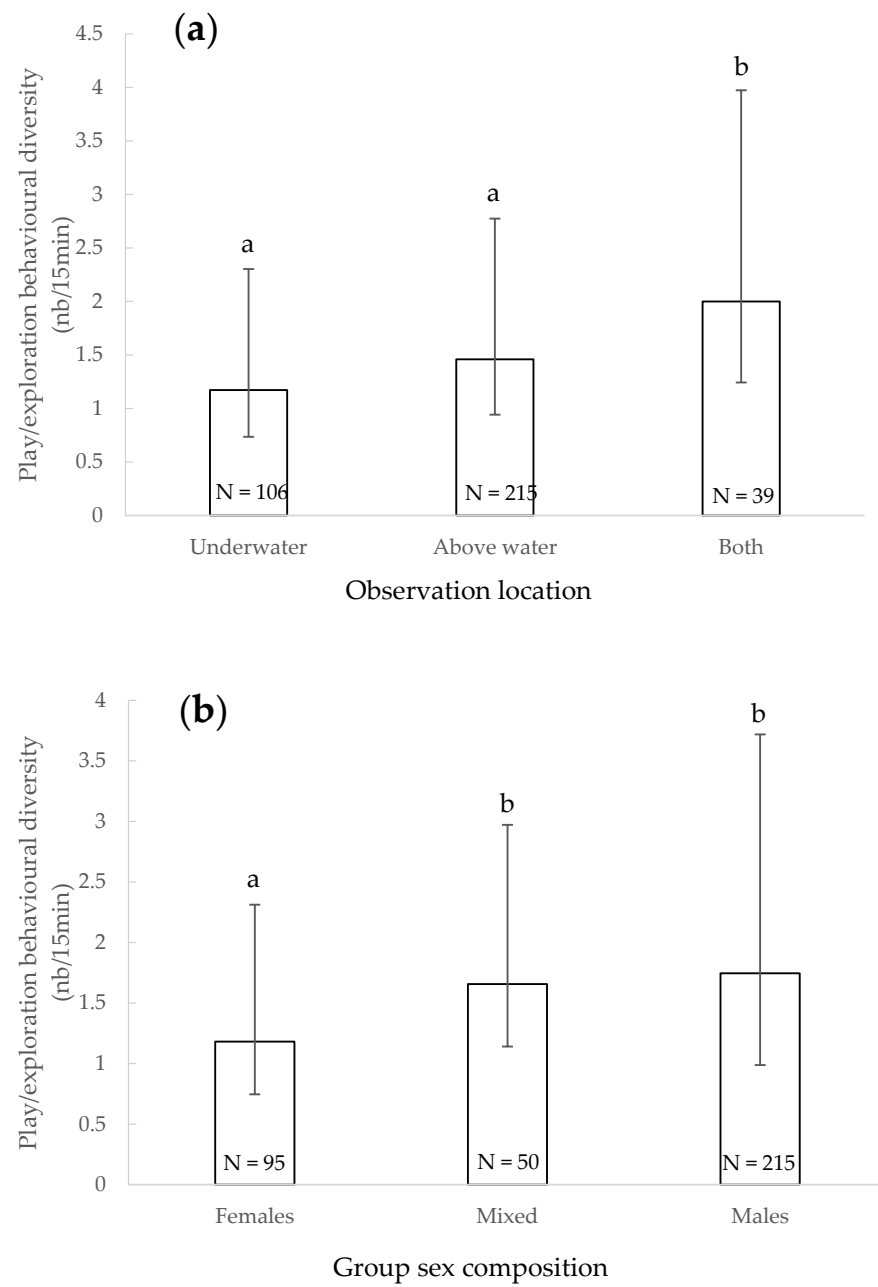 (a)
Play/exploration behavioural diversity
(nb/15min)
4.5
4
3.5
3
2.5
2
1.5
1
0.5
0
a
a
b
N = 106
N = 215
N = 39
Underwater
Above water
Both
Observation location
(b)
Play/exploration behavioural diversity
(nb/15min)
4
3.5
3
2.5
2
1.5
1
0.5
0
a
b
b
N = 95
N = 50
N = 215
Females
Mixed
Males
Group sex composition